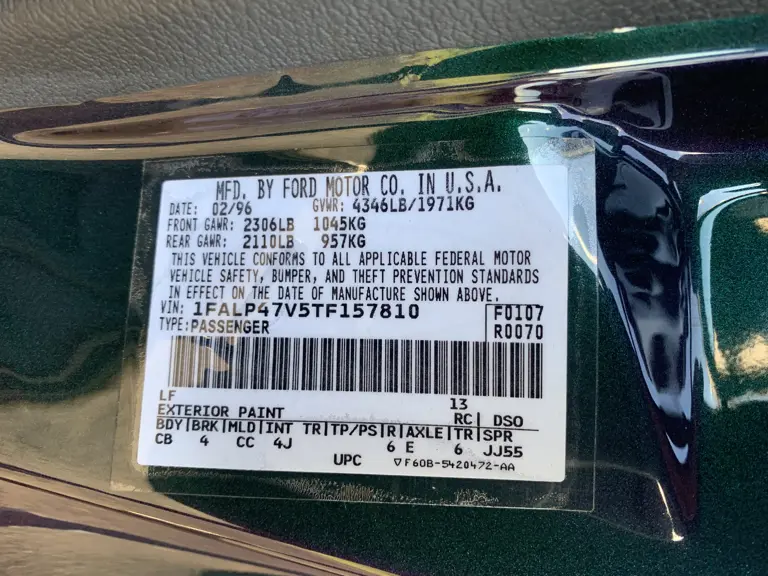 MFD. BY FORD MOTOR CO. IN U.S.A.
DATE: 02/96 GVWR: 4346LB/1971KG
FRONT GAWR: 2306LB 1045KG
REAR GAWR: 2110LB 957KG
THIS VEHICLE CONFORMS TO ALL APPLICABLE FEDERAL MOTOR
VEHICLE SAFETY, BUMPER, AND THEFT PREVENTION STANDARDS
IN EFFECT ON THE DATE OF MANUFACTURE SHOWN ABOVE.
VIN: 1FALP47V5TF157810 F0107
TYPE: PASSENGER R0070
LF 13
EXTERIOR PAINT RC| DSO
BDY|BRK|MLD|INT TR|TP/PS|R|AXLE|TR|SPR
CB 4 CC 4J 6 E 6 JJ55
UPC ▽F60B-5420472-AA